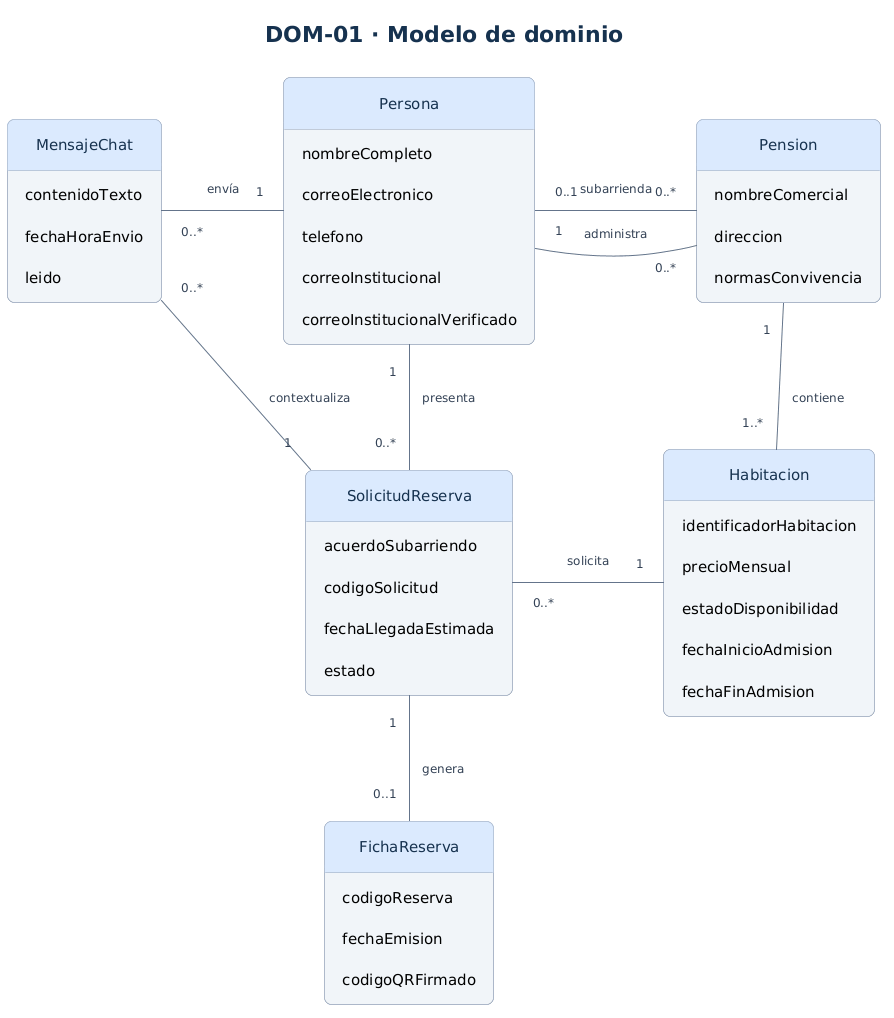 DOM-01 · Modelo de dominio
Persona
nombreCompleto
correoElectronico
telefono
correoInstitucional
correoInstitucionalVerificado
MensajeChat
contenidoTexto
fechaHoraEnvio
leido
Pension
nombreComercial
direccion
normasConvivencia
envía
1
0..*
0..1
subarrienda
0..*
1
administra
0..*
0..*
contextualiza
1
1
presenta
0..*
1
contiene
1..*
SolicitudReserva
acuerdoSubarriendo
codigoSolicitud
fechaLlegadaEstimada
estado
solicita
1
0..*
Habitacion
identificadorHabitacion
precioMensual
estadoDisponibilidad
fechaInicioAdmision
fechaFinAdmision
1
genera
0..1
FichaReserva
codigoReserva
fechaEmision
codigoQRFirmado